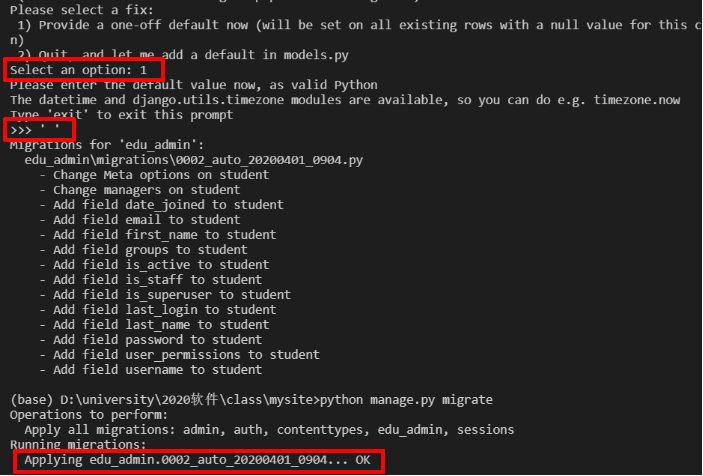 Please select a fix:
1) Provide a one-off default now (will be set on all existing rows with a null value for this c
n)
2) Quit, and let me add a default in models.py
Select an option: 1
Please enter the default value now, as valid Python
The datetime and django.utils.timezone modules are available, so you can do e.g. timezone.now
Type 'exit' to exit this prompt
>>> ' '
Migrations for 'edu_admin':
edu_admin\migrations\0002_auto_20200401_0904.py
- Change Meta options on student
- Change managers on student
- Add field date_joined to student
- Add field email to student
- Add field first_name to student
- Add field groups to student
- Add field is_active to student
- Add field is_staff to student
- Add field is_superuser to student
- Add field last_login to student
- Add field last_name to student
- Add field password to student
- Add field user_permissions to student
- Add field username to student
(base) D:\university\2020软件\class\mysite>python manage.py migrate
Operations to perform:
Apply all migrations: admin, auth, contenttypes, edu_admin, sessions
Running migrations:
Applying edu_admin.0002_auto_20200401_0904... OK